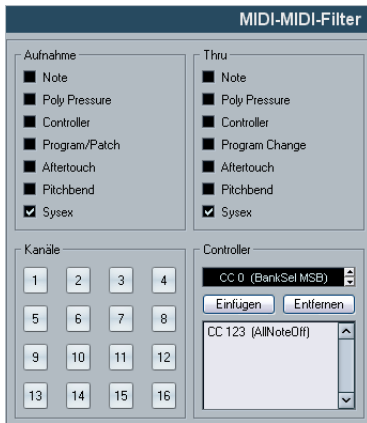 MIDI-MIDI-Filter
Aufnahme
Note
Poly Pressure
Controller
Program/Patch
Aftertouch
Pitchbend
Sysex
Thru
Note
Poly Pressure
Controller
Program Change
Aftertouch
Pitchbend
Sysex
Kanäle
1 2 3 4
5 6 7 8
9 10 11 12
13 14 15 16
Controller
CC 0 (BankSel MSB)
Einfügen Entfernen
CC 123 (AllNoteOff)